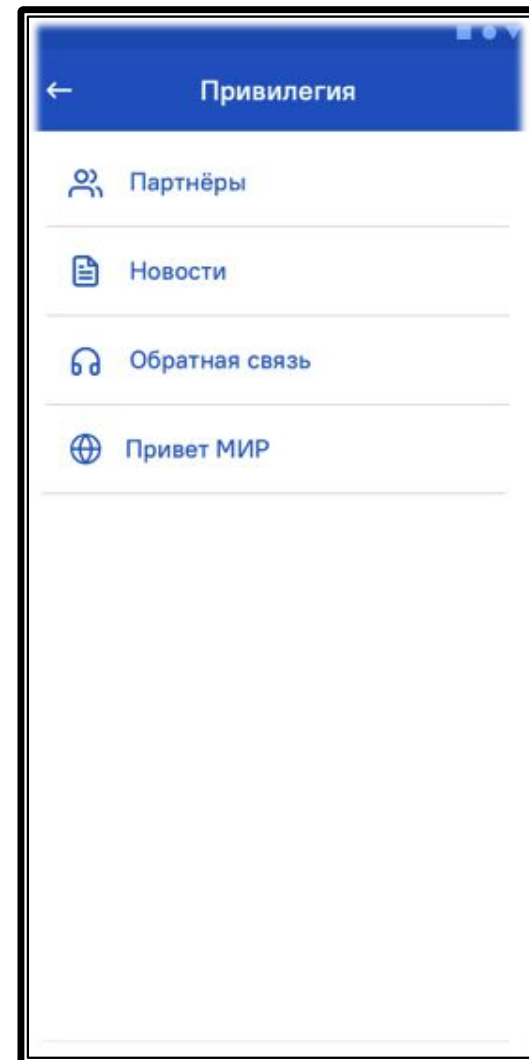 Привилегия
Партнёры
Новости
Обратная связь
Привет МИР